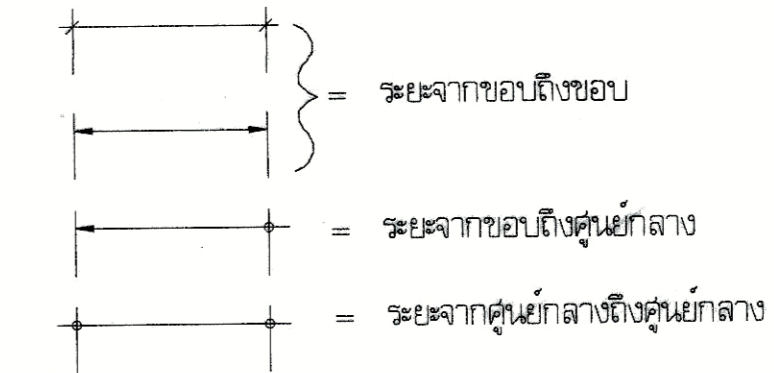 = ระยะจากขอบถึงขอบ
= ระยะจากขอบถึงศูนย์กลาง
= ระยะจากศูนย์กลางถึงศูนย์กลาง